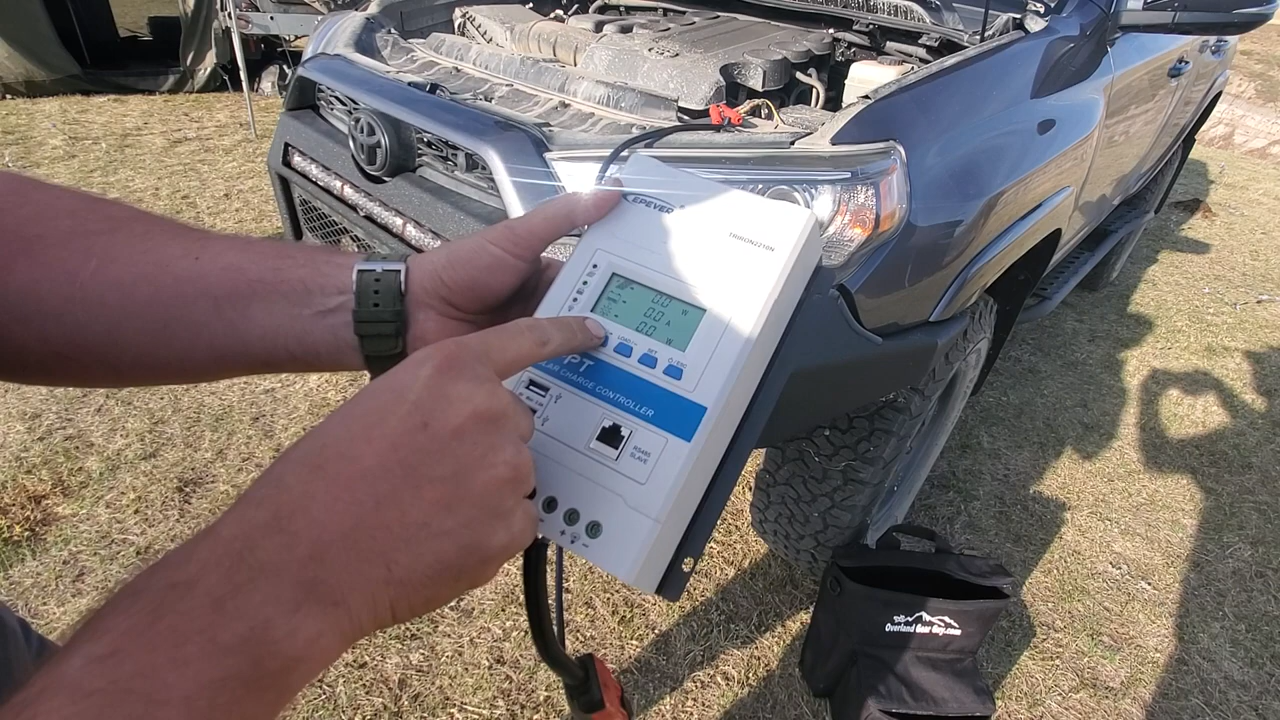 EPEVER
TRIRON2210N
0.0 W
0.0 A
0.0 W
LOAD/-
SET
/ESC
PT
LAR CHARGE CONTROLLER
RS485
SLAVE
Overland Gear Guy.com